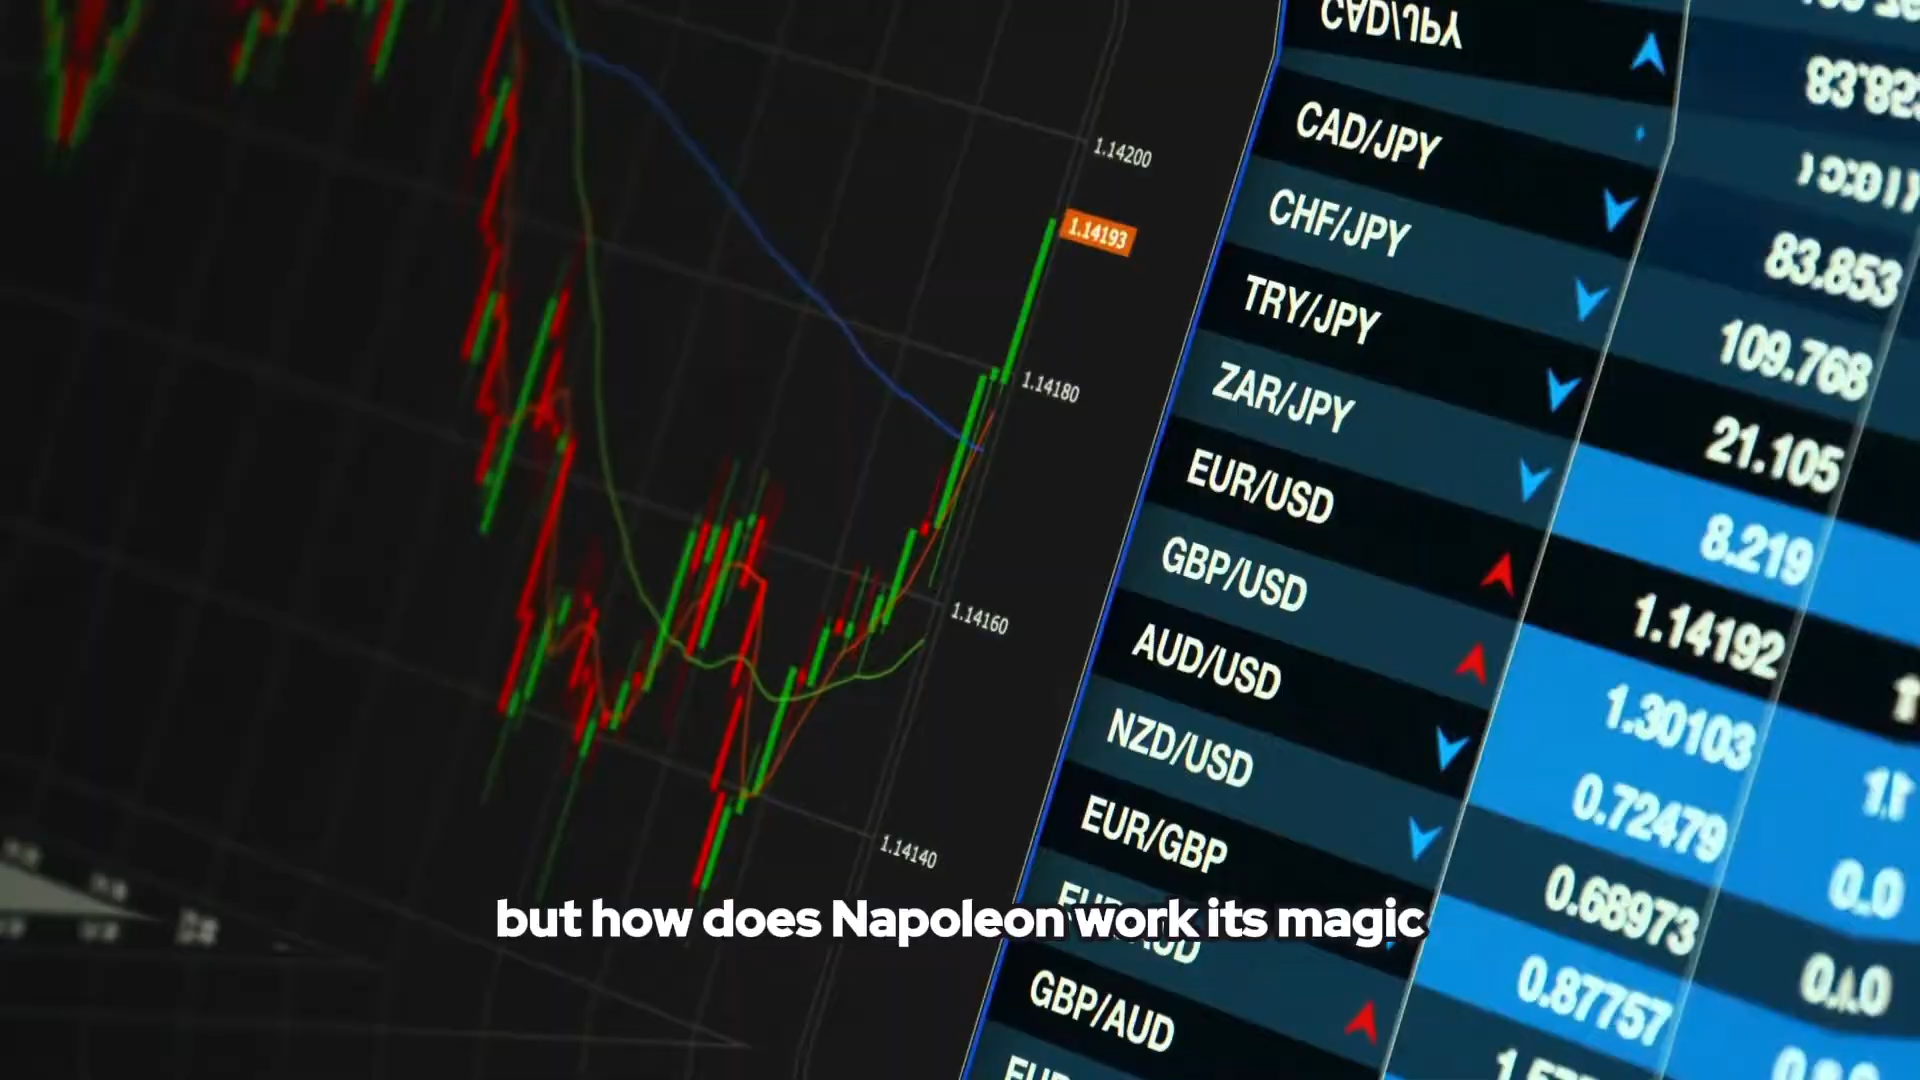 CAD/JPY
CAD/JPY
CHF/JPY
TRY/JPY
ZAR/JPY
EUR/USD
GBP/USD
AUD/USD
NZD/USD
EUR/GBP
GBP/AUD
83.853
109.768
21.105
8.219
1.14192
1.30103
0.72479
0.68973
0.87757
1.14200
1.14193
1.14180
1.14160
1.14140
but how does Napoleon work its magic